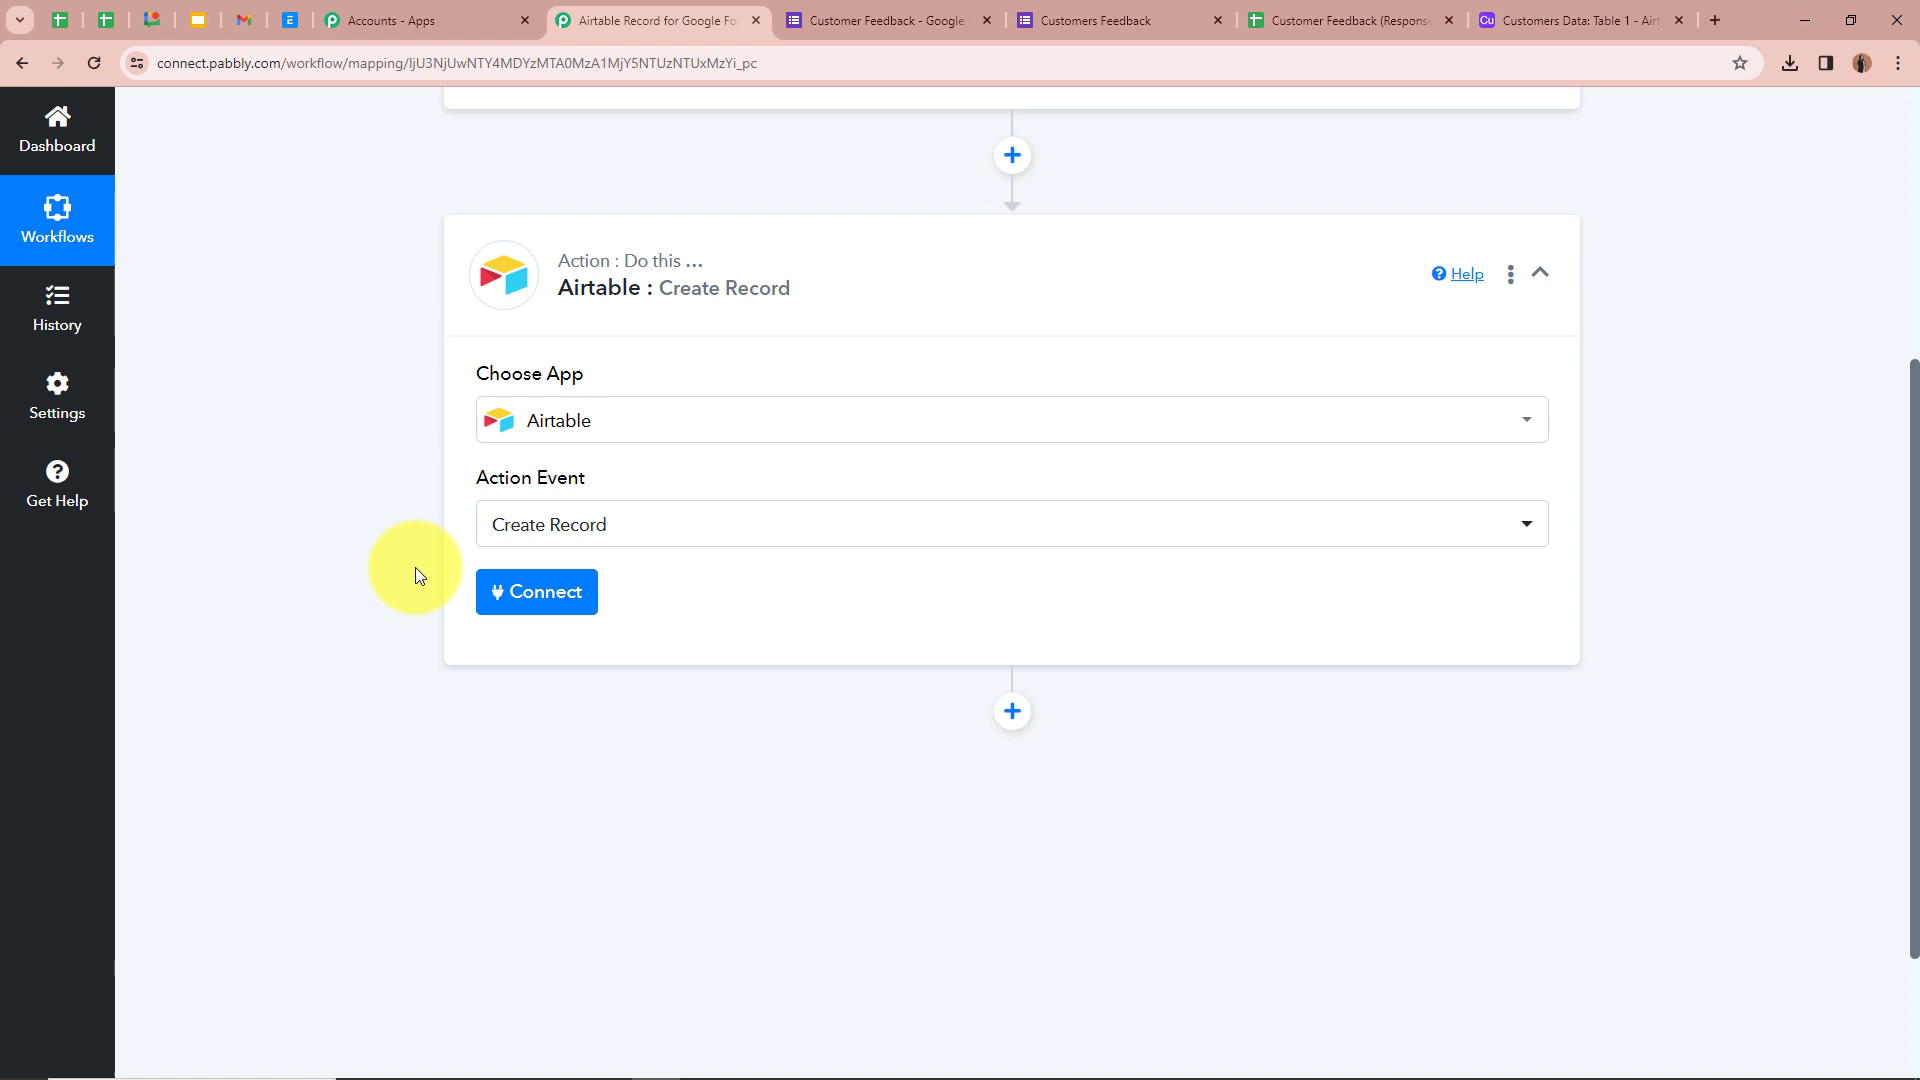 Accounts - Apps
Airtable Record for Google Fo
Customer Feedback - Google
Customers Feedback
Customer Feedback (Response
Cu
Customers Data: Table 1 - Airt
connect.pabbly.com/workflow/mapping/IjU3NjUwNTY4MDYzMTA0MzA1MjY5NTUzNTUxMzYi_pc
Dashboard
Workflows
History
Settings
Get Help
Action : Do this ...
Airtable : Create Record
Help
Choose App
Airtable
Action Event
Create Record
Connect